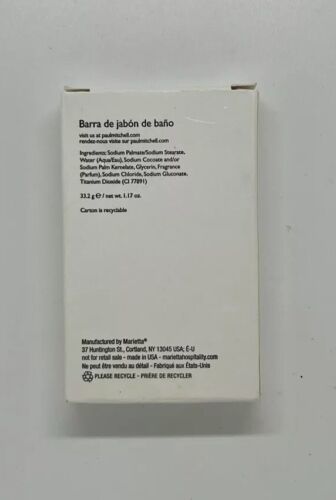 Barra de jabón de baño
visit us at paulmitchell.com
rendez-nous visite sur paulmitchell.com
Ingredients: Sodium Palmate/Sodium Stearate,
Water (Aqua/Eau), Sodium Cocoate and/or
Sodium Palm Kernelate, Glycerin, Fragrance
(Parfum), Sodium Chloride, Sodium Gluconate,
Titanium Dioxide (CI 77891)
33.2 g ℮ / net wt. 1.17 oz.
Carton is recyclable
Manufactured by Marietta®
37 Huntington St., Cortland, NY 13045 USA; É-U
not for retail sale - made in USA - mariettahospitality.com
Ne peut être vendu au détail - Fabriqué aux États-Unis
PLEASE RECYCLE - PRIÈRE DE RECYCLER